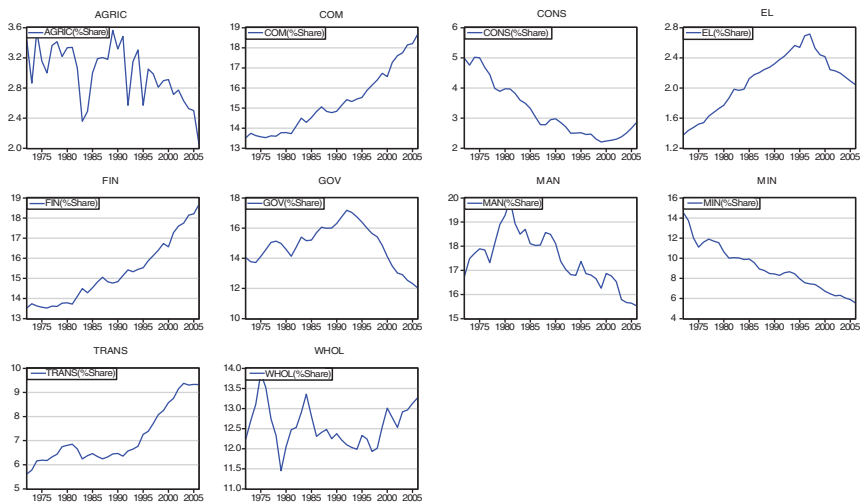 AGRIC COM CONS EL
3.6 19 6 2.8
AGRIC(%Share) COM(%Share) CONS(%Share) EL(%Share)
18
3.2 17 5 2.4
16
2.8 4 2.0
15
2.4 14 3 1.6
2.0 13 2 1.2
1975 1980 1985 1990 1995 2000 2005 1975 1980 1985 1990 1995 2000 2005 1975 1980 1985 1990 1995 2000 2005 1975 1980 1985 1990 1995 2000 2005
FIN GOV MAN MIN
19 18 20 16
FIN(%Share) GOV(%Share) MAN(%Share) MIN(%Share)
18 19 14
17 16 18 12
16 14 17 10
15 8
14 12 16 6
13 10 15 4
1975 1980 1985 1990 1995 2000 2005 1975 1980 1985 1990 1995 2000 2005 1975 1980 1985 1990 1995 2000 2005 1975 1980 1985 1990 1995 2000 2005
TRANS WHOL
10 14.0
TRANS(%Share) WHOL(%Share)
9 13.5
13.0
8 12.5
7 12.0
6 11.5
5 11.0
1975 1980 1985 1990 1995 2000 2005 1975 1980 1985 1990 1995 2000 2005